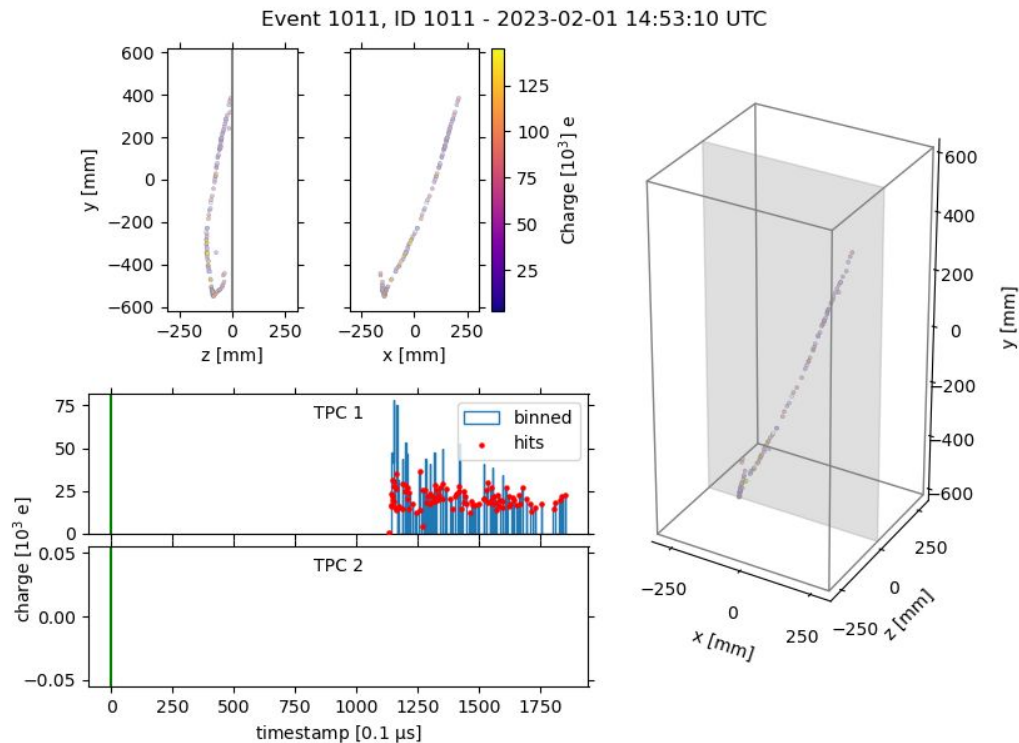 Event 1011, ID 1011 - 2023-02-01 14:53:10 UTC
600
400
200
0
−200
−400
−600
y [mm]
−250 0 250
z [mm]
−250 0 250
x [mm]
125
100
75
50
25
Charge [10³] e
TPC 1
binned
hits
75
50
25
0
TPC 2
0.05
0.00
−0.05
charge [10³ e]
0 250 500 750 1000 1250 1500 1750
timestamp [0.1 µs]
600
400
200
0
−200
−400
−600
y [mm]
−250
0
250
x [mm]
−250
0
250
z [mm]